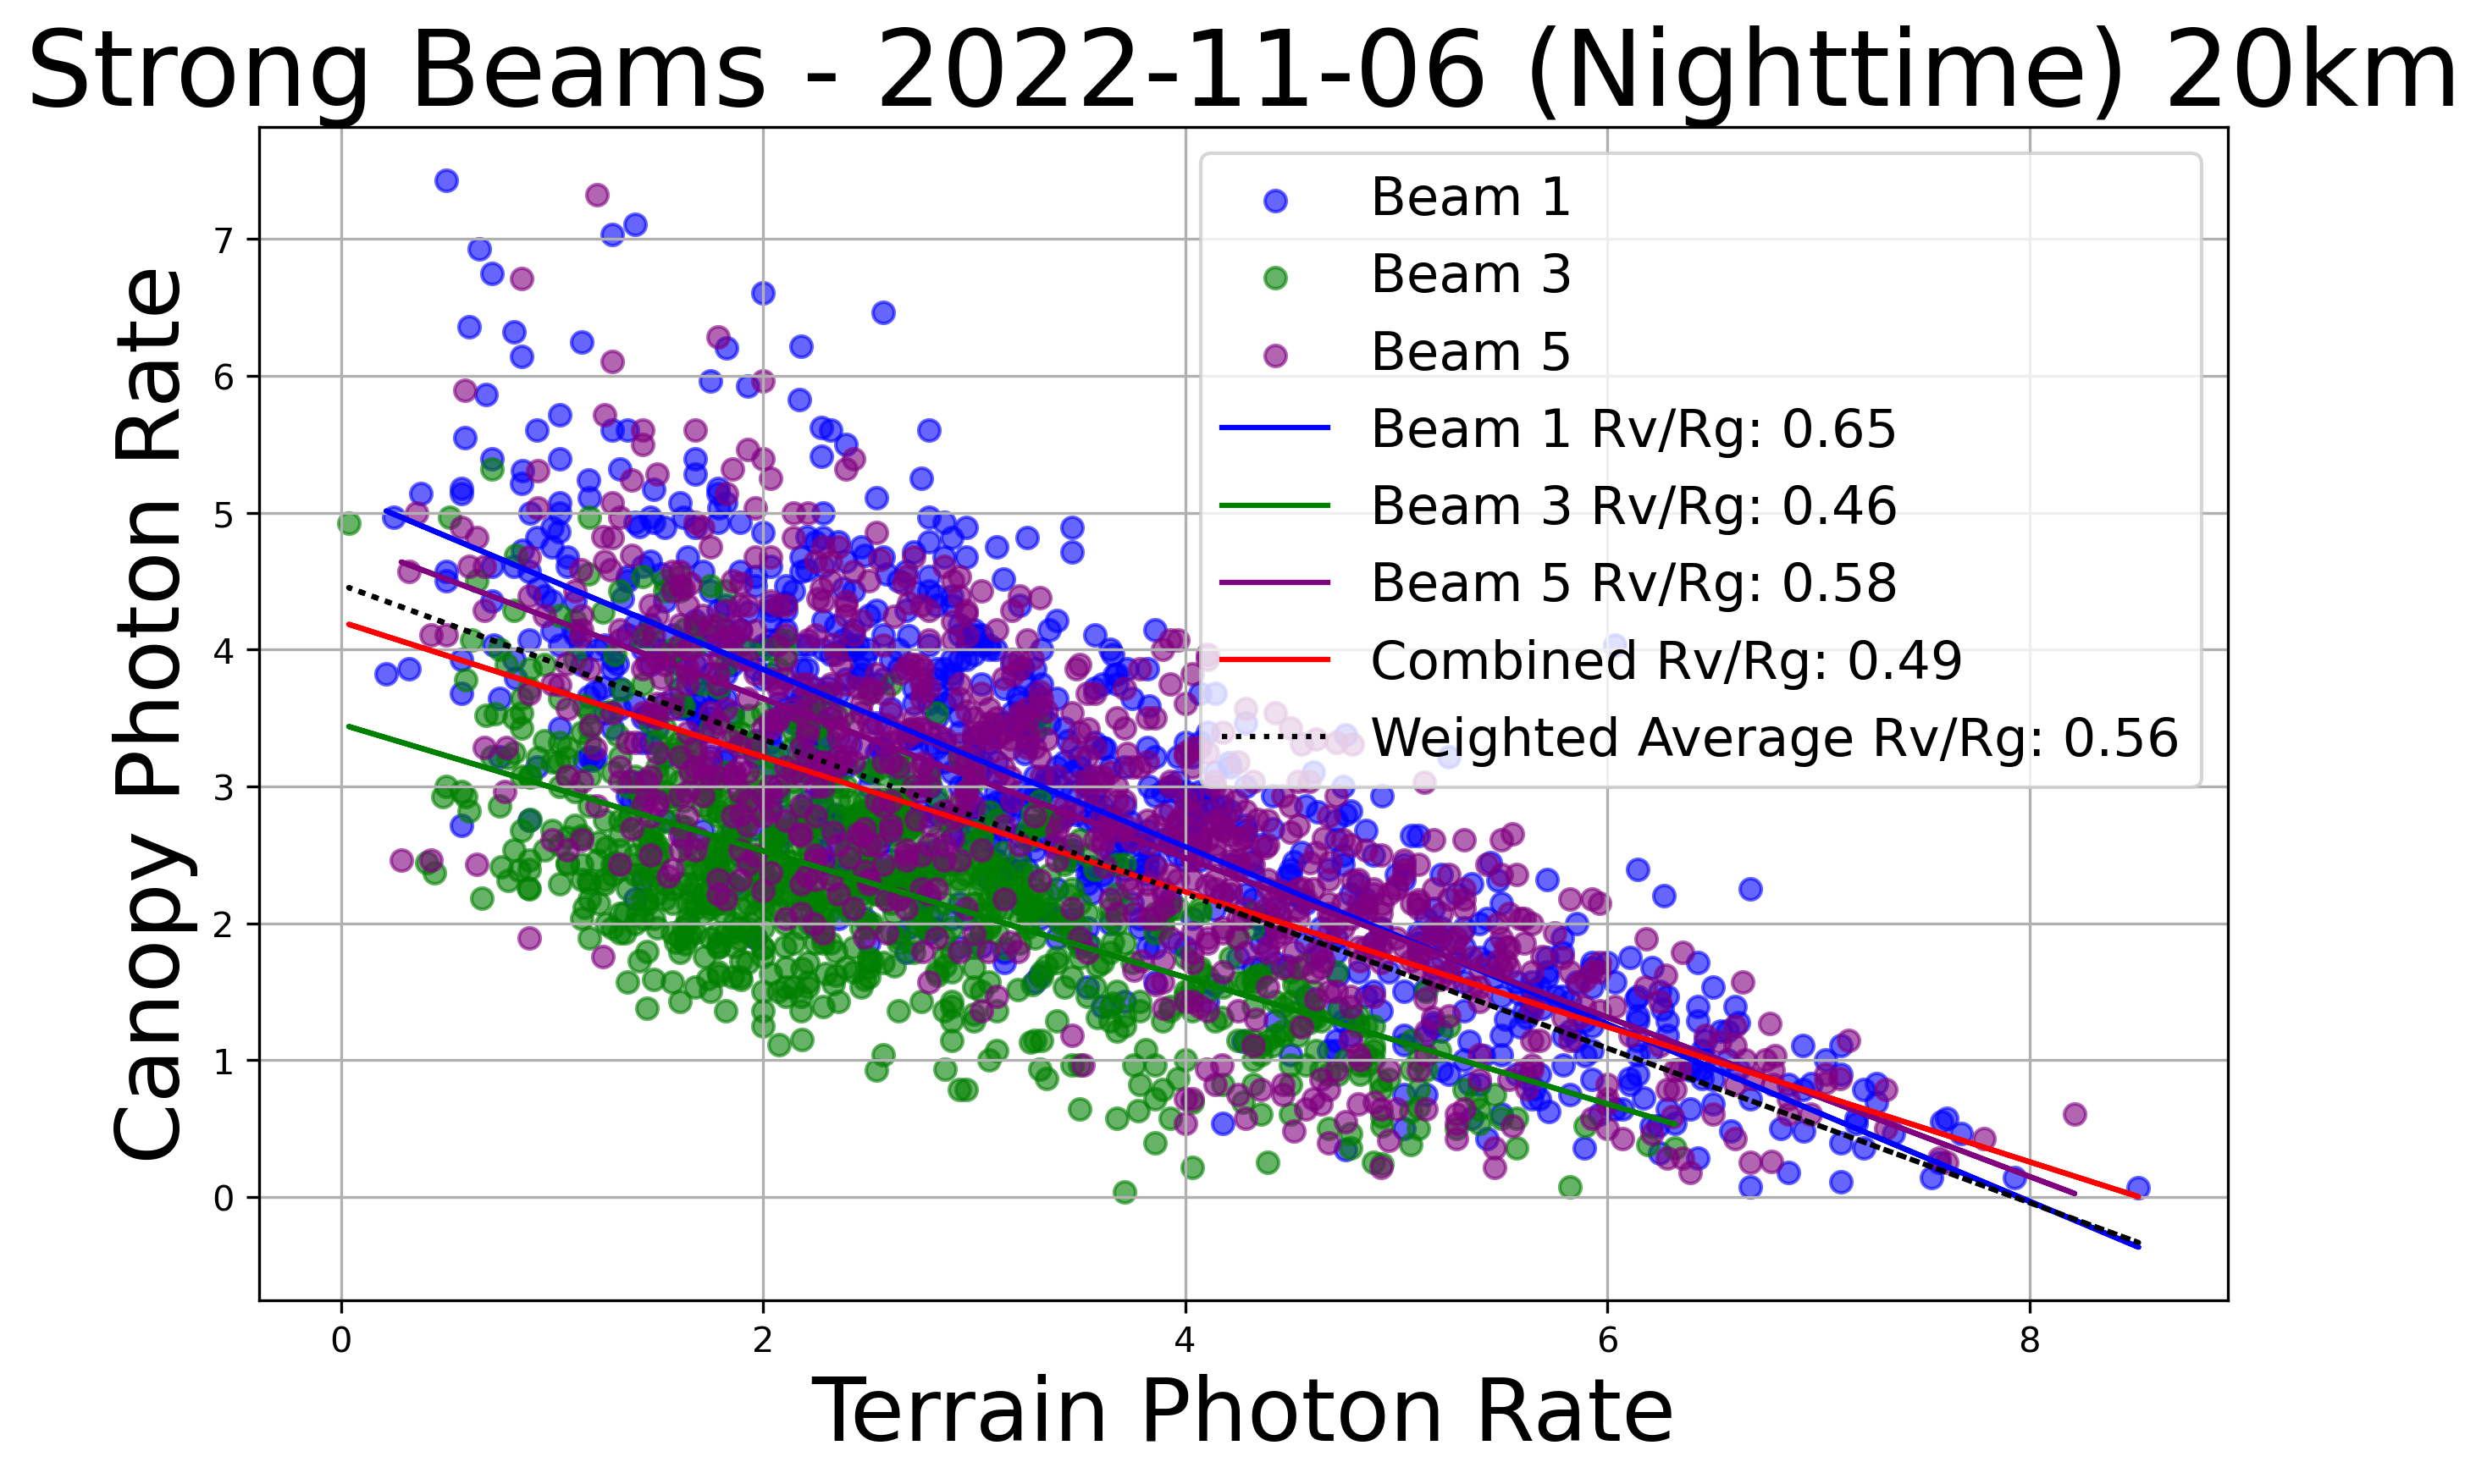 Strong Beams - 2022-11-06 (Nighttime) 20km
Beam 1
Beam 3
Beam 5
Beam 1 Rv/Rg: 0.65
Beam 3 Rv/Rg: 0.46
Beam 5 Rv/Rg: 0.58
Combined Rv/Rg: 0.49
Weighted Average Rv/Rg: 0.56
Canopy Photon Rate
7
6
5
4
3
2
1
0
0 2 4 6 8
Terrain Photon Rate